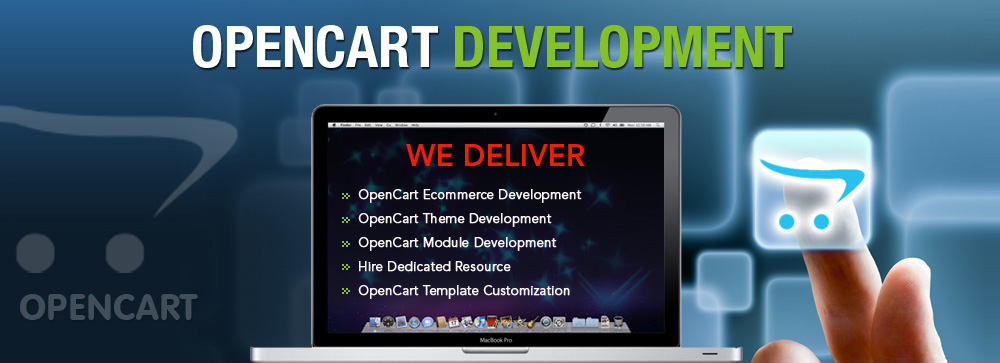 OPENCART DEVELOPMENT
WE DELIVER
OpenCart Ecommerce Development
OpenCart Theme Development
OpenCart Module Development
Hire Dedicated Resource
OpenCart Template Customization
OPENCART
MacBook Pro